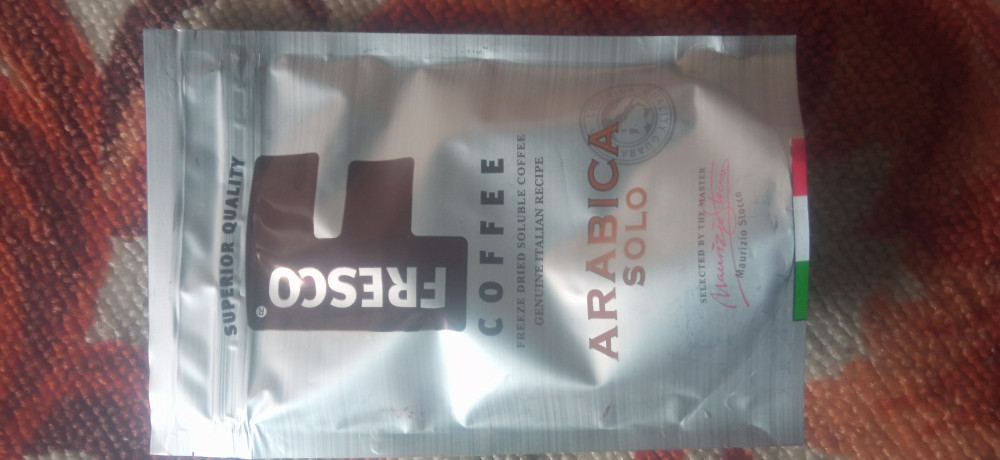 SUPERIOR QUALITY
FRESCO®
COFFEE
FREEZE DRIED SOLUBLE COFFEE
GENUINE ITALIAN RECIPE
ARABICA
SOLO
SELECTED BY THE MASTER
Maurizio Stocco